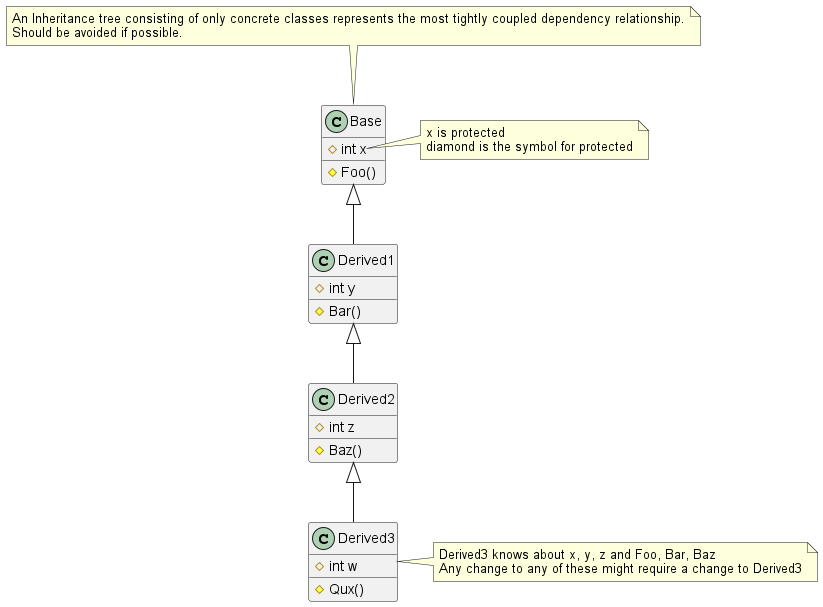 An Inheritance tree consisting of only concrete classes represents the most tightly coupled dependency relationship.
Should be avoided if possible.
C Base
int x
Foo()
x is protected
diamond is the symbol for protected
C Derived1
int y
Bar()
C Derived2
int z
Baz()
C Derived3
int w
Qux()
Derived3 knows about x, y, z and Foo, Bar, Baz
Any change to any of these might require a change to Derived3